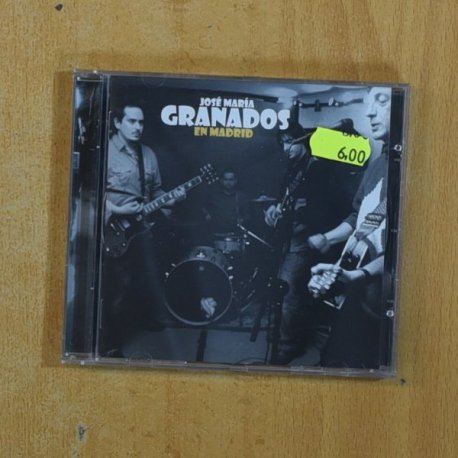 JOSÉ MARÍA
GRANADOS
EN MADRID
6,00